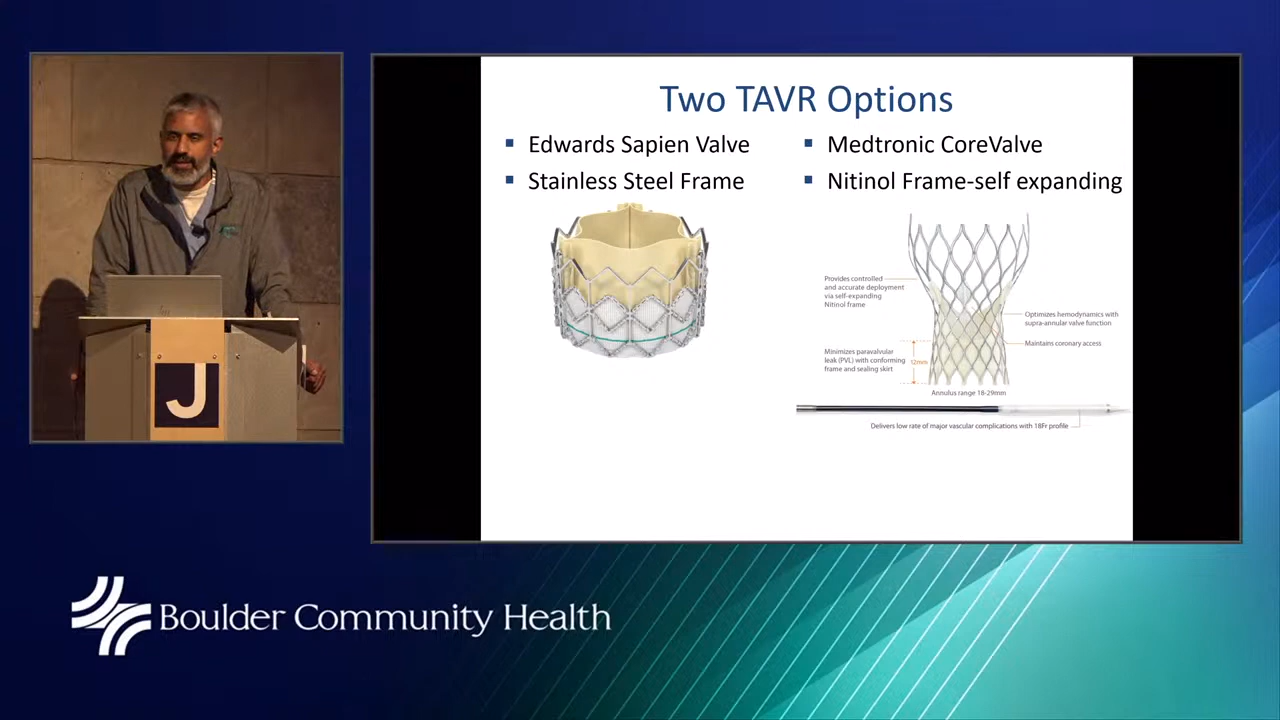 Two TAVR Options
Edwards Sapien Valve
Stainless Steel Frame
Medtronic CoreValve
Nitinol Frame-self expanding
Provides controlled
and accurate deployment
via self-expanding
Nitinol frame
Optimizes hemodynamics with
supra-annular valve function
Maintains coronary access
Minimizes paravalvular
leak (PVL) with conforming
frame and sealing skirt
12mm
Annulus range 18-29mm
Delivers low rate of major vascular complications with 18Fr profile
J
Boulder Community Health